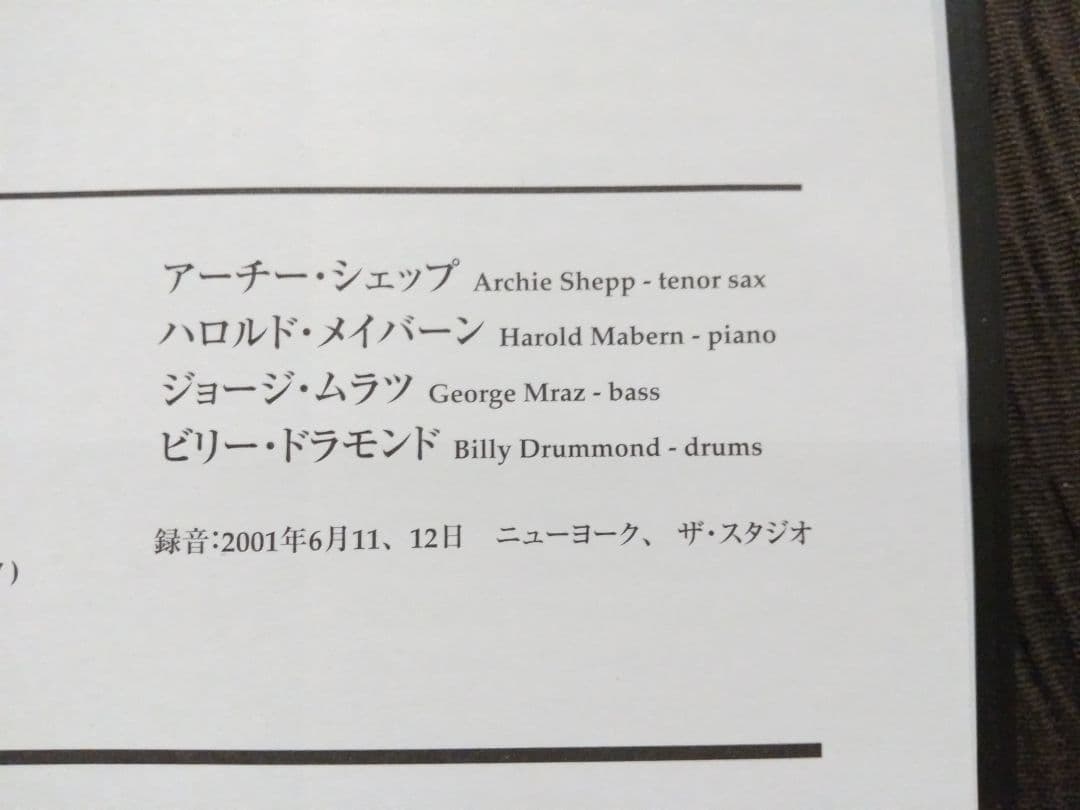 アーチー・シェップ Archie Shepp - tenor sax
ハロルド・メイバーン Harold Mabern - piano
ジョージ・ムラツ George Mraz - bass
ビリー・ドラモンド Billy Drummond - drums
録音:2001年6月11、12日　ニューヨーク、ザ・スタジオ
)